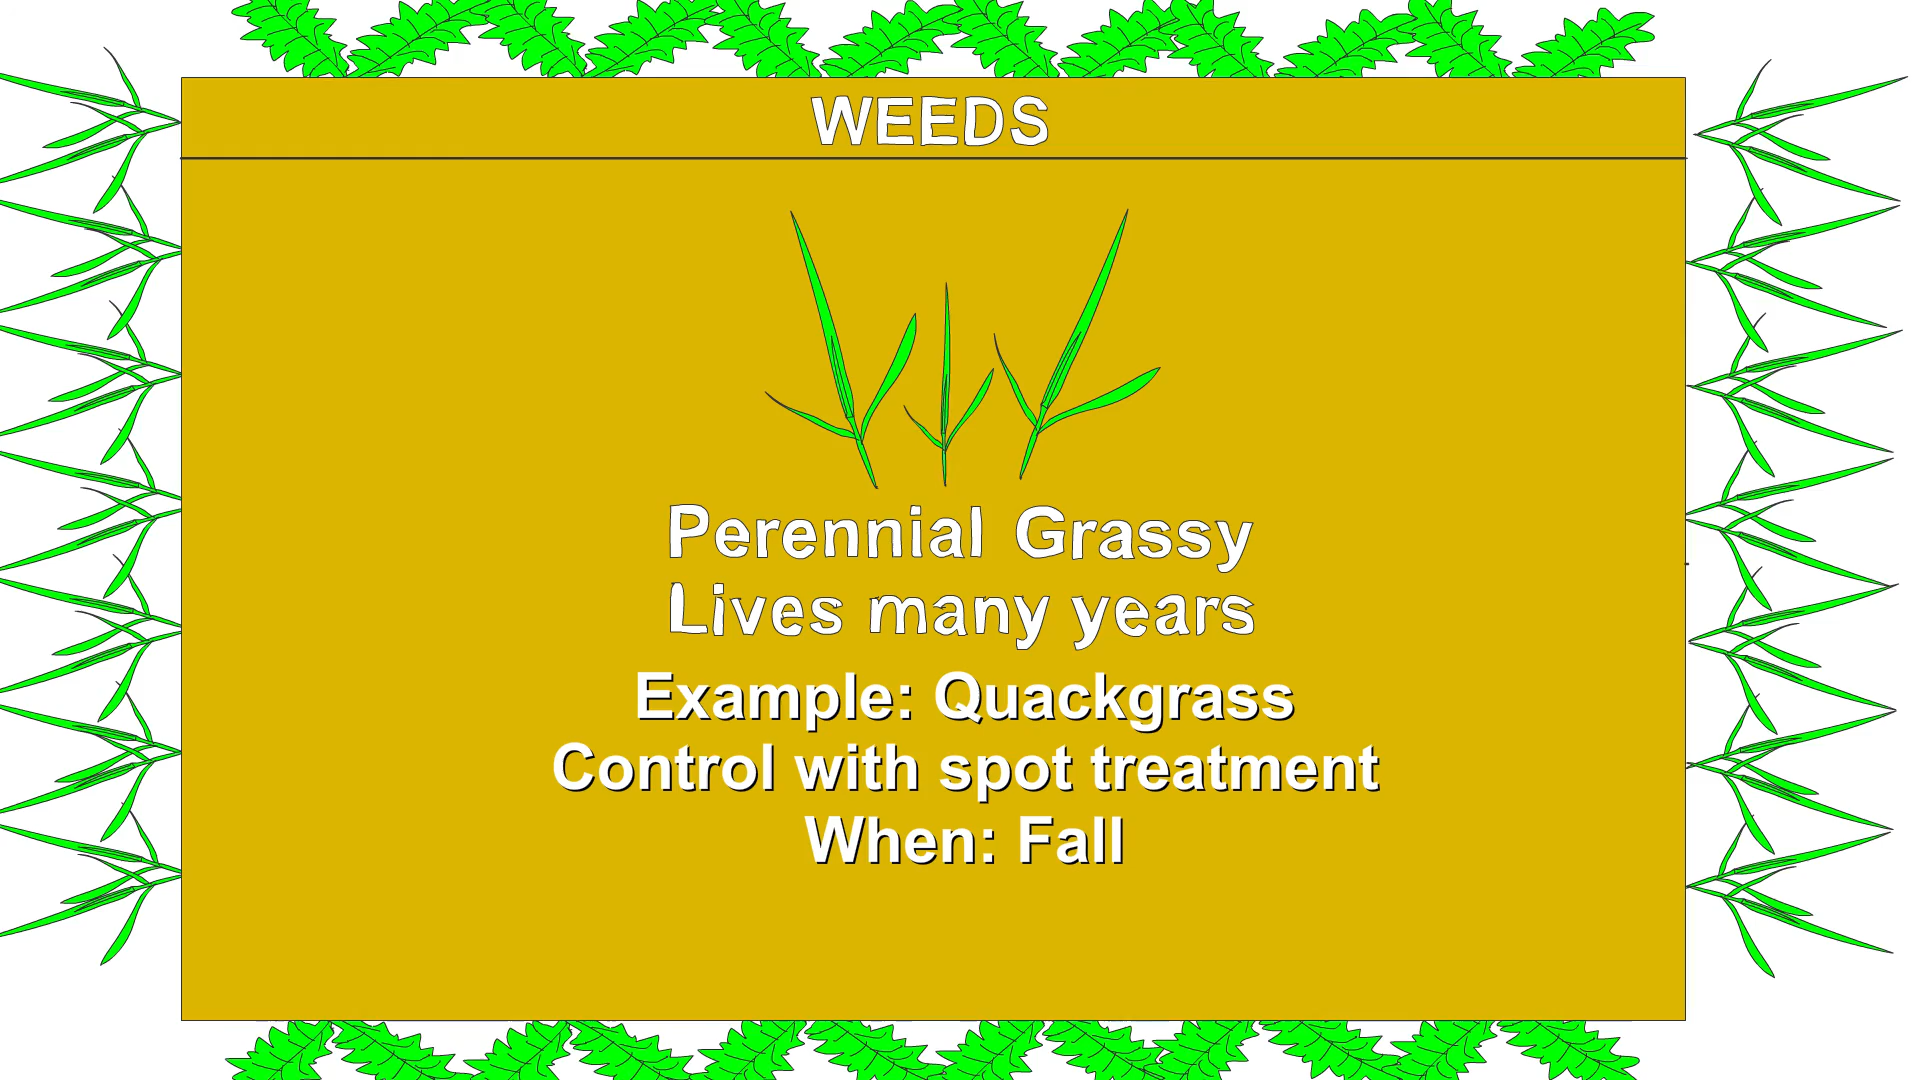 WEEDS
Perennial Grassy
Lives many years
Example: Quackgrass
Control with spot treatment
When: Fall